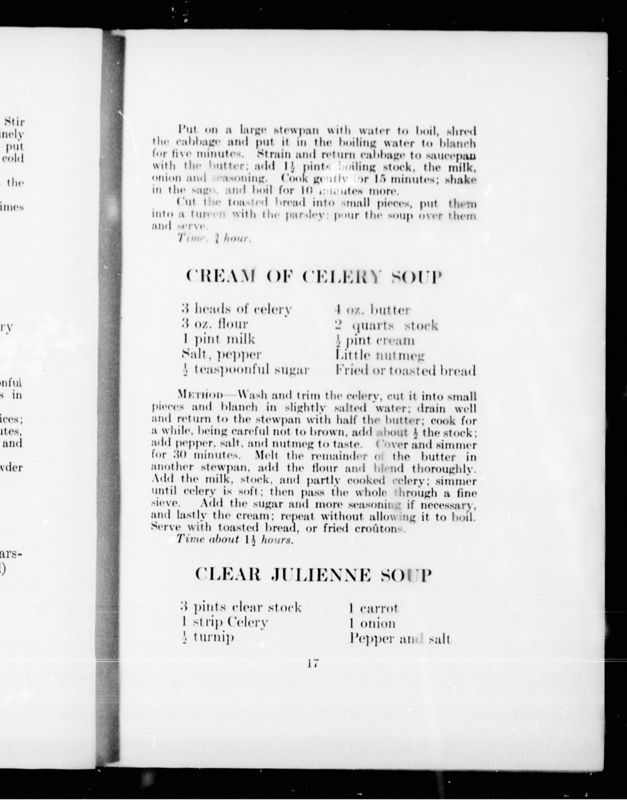 Stir
inely
put
cold
the
imes
ry
onful
s in
ices;
utes,
and
wder
ars-
)
Put on a large stewpan with water to boil, shred
the cabbage and put it in the boiling water to blanch
for five minutes. Strain and return cabbage to saucepan
with the butter; add 1½ pints boiling stock, the milk,
onion and seasoning. Cook gently for 15 minutes; shake
in the sago, and boil for 10 minutes more.
Cut the toasted bread into small pieces, put them
into a tureen with the parsley; pour the soup over them
and serve.
Time, ¾ hour.
CREAM OF CELERY SOUP
3 heads of celery 4 oz. butter
3 oz. flour 2 quarts stock
1 pint milk ½ pint cream
Salt, pepper Little nutmeg
½ teaspoonful sugar Fried or toasted bread
METHOD—Wash and trim the celery, cut it into small
pieces and blanch in slightly salted water; drain well
and return to the stewpan with half the butter; cook for
a while, being careful not to brown, add about ½ the stock;
add pepper, salt, and nutmeg to taste. Cover and simmer
for 30 minutes. Melt the remainder of the butter in
another stewpan, add the flour and blend thoroughly.
Add the milk, stock, and partly cooked celery; simmer
until celery is soft; then pass the whole through a fine
sieve. Add the sugar and more seasoning if necessary,
and lastly the cream; repeat without allowing it to boil.
Serve with toasted bread, or fried croûtons.
Time about 1½ hours.
CLEAR JULIENNE SOUP
3 pints clear stock 1 carrot
1 strip Celery 1 onion
½ turnip Pepper and salt
17